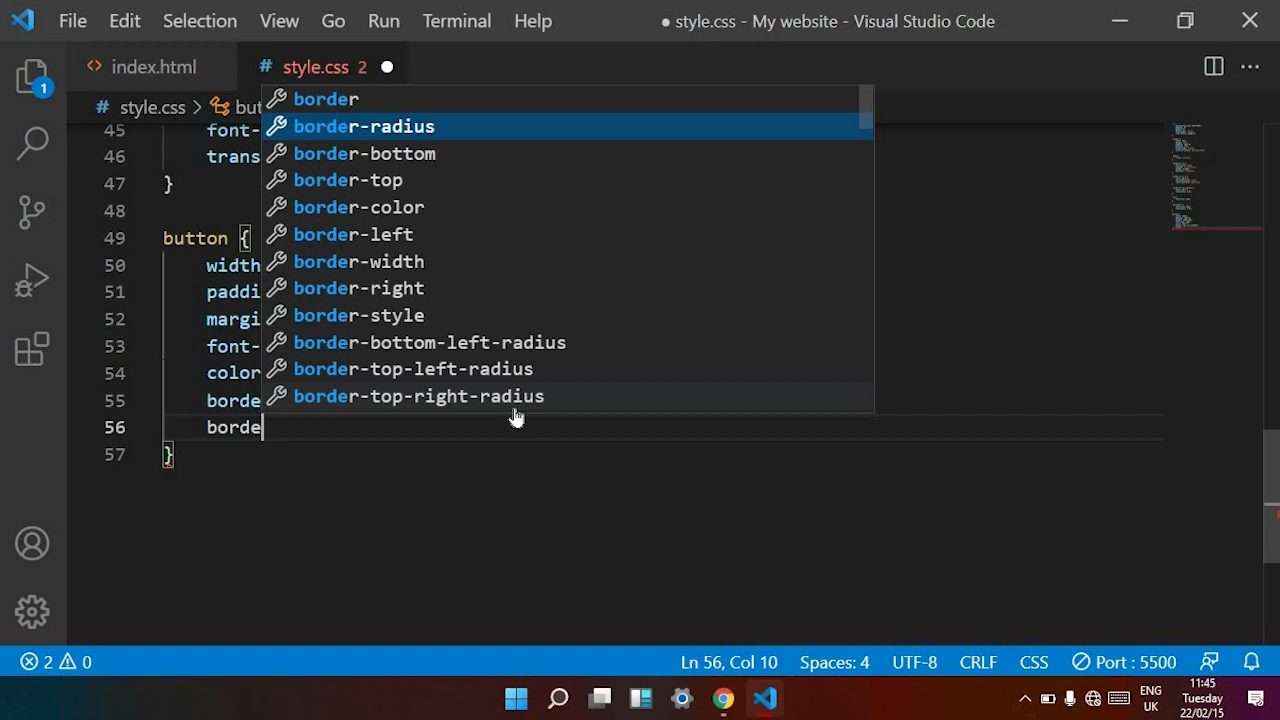 File Edit Selection View Go Run Terminal Help ● style.css - My website - Visual Studio Code
1
<> index.html # style.css 2 ●
# style.css > but
border
border-radius
border-bottom
border-top
border-color
border-left
border-width
border-right
border-style
border-bottom-left-radius
border-top-left-radius
border-top-right-radius
45 font-
46 trans
47 }
48
49 button {
50 width
51 paddi
52 margi
53 font-
54 color
55 borde
56 borde
57 }
2 0 Ln 56, Col 10 Spaces: 4 UTF-8 CRLF CSS Port : 5500
ENG
UK
11:45
Tuesday
22/02/15